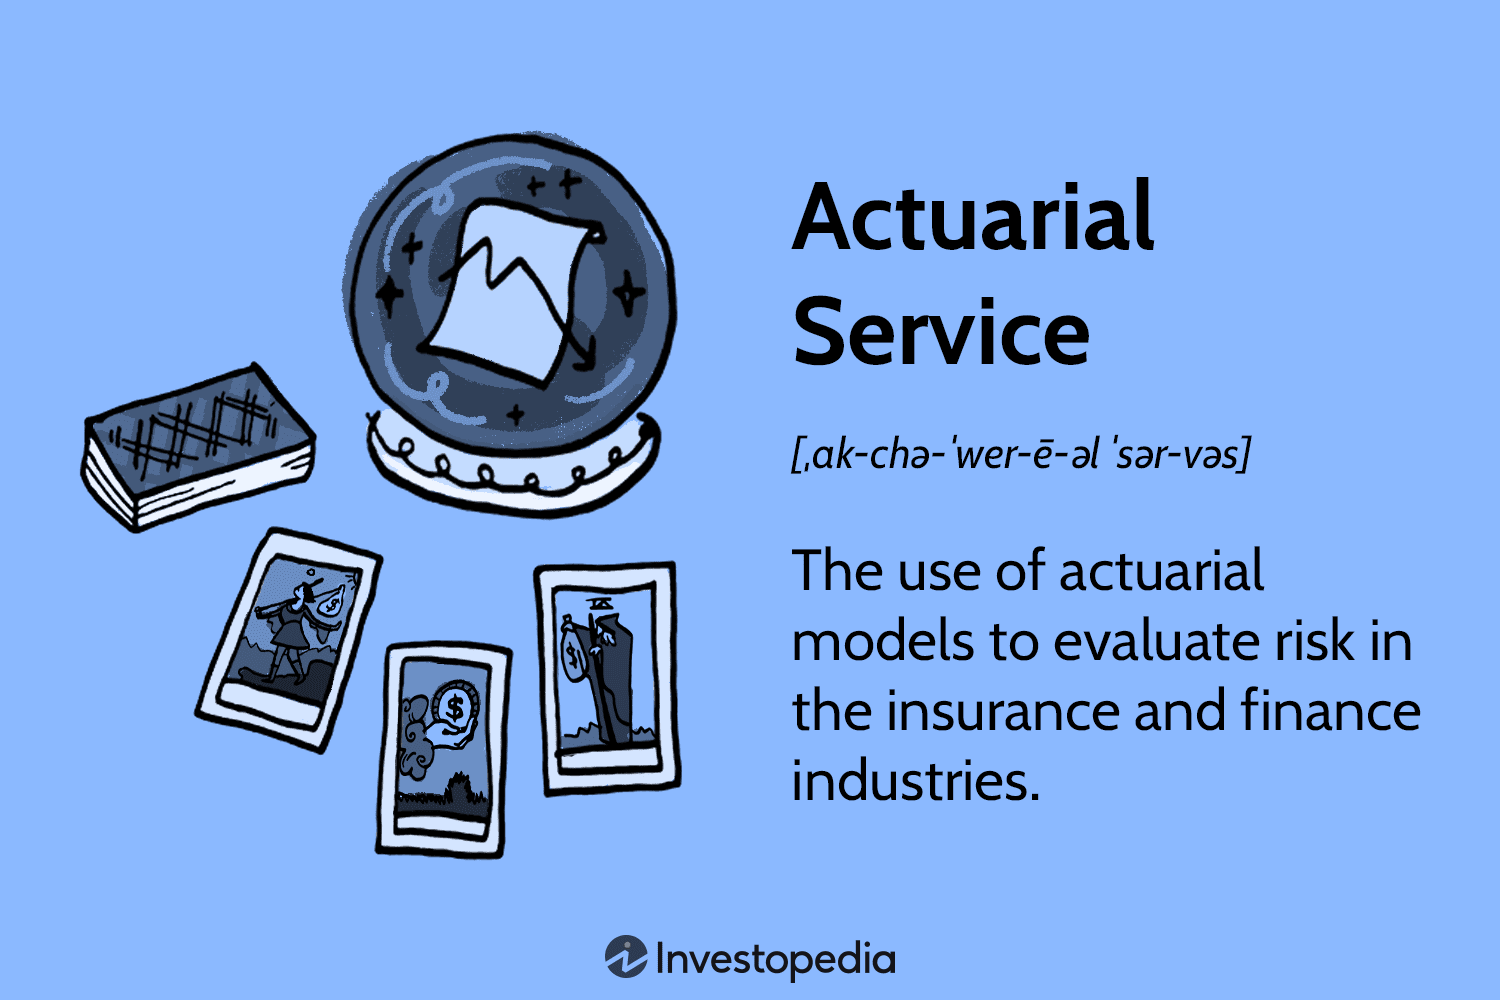 Actuarial
Service
[ˌak-chə-ˈwer-ē-əl ˈsər-vəs]
The use of actuarial
models to evaluate risk in
the insurance and finance
industries.
$
$
$
IX
Investopedia